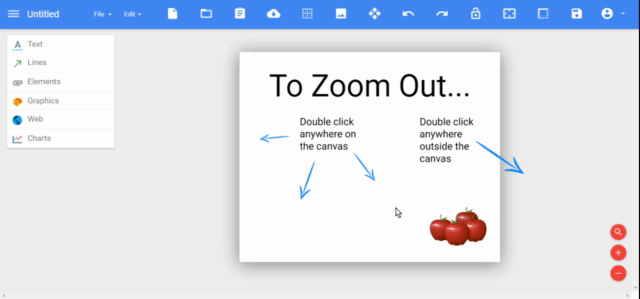 Untitled
File
Edit
Text
Lines
Elements
Graphics
Web
Charts
To Zoom Out...
Double click
anywhere on
the canvas
Double click
anywhere
outside the
canvas